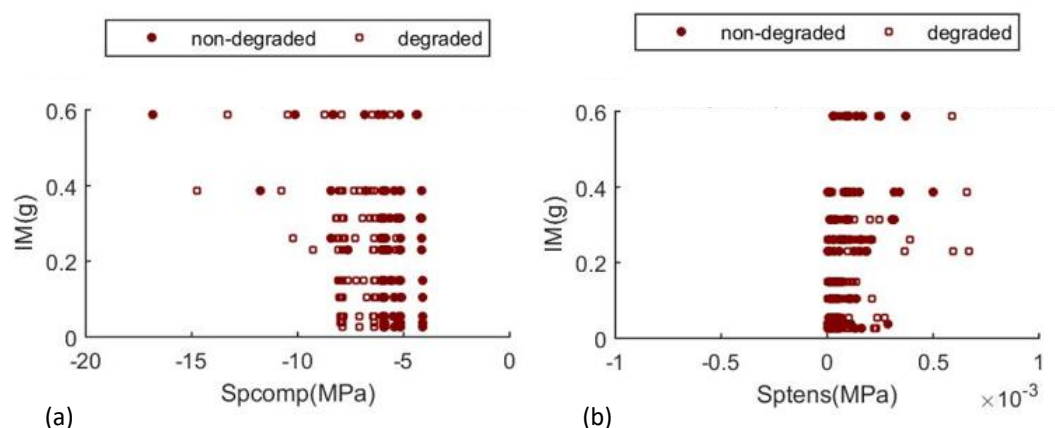 non-degraded degraded
0.6
0.4
0.2
0
IM(g)
-20 -15 -10 -5 0
Spcomp(MPa)
(a)
non-degraded degraded
0.6
0.4
0.2
0
IM(g)
-1 -0.5 0 0.5 1
Sptens(MPa) ×10⁻³
(b)